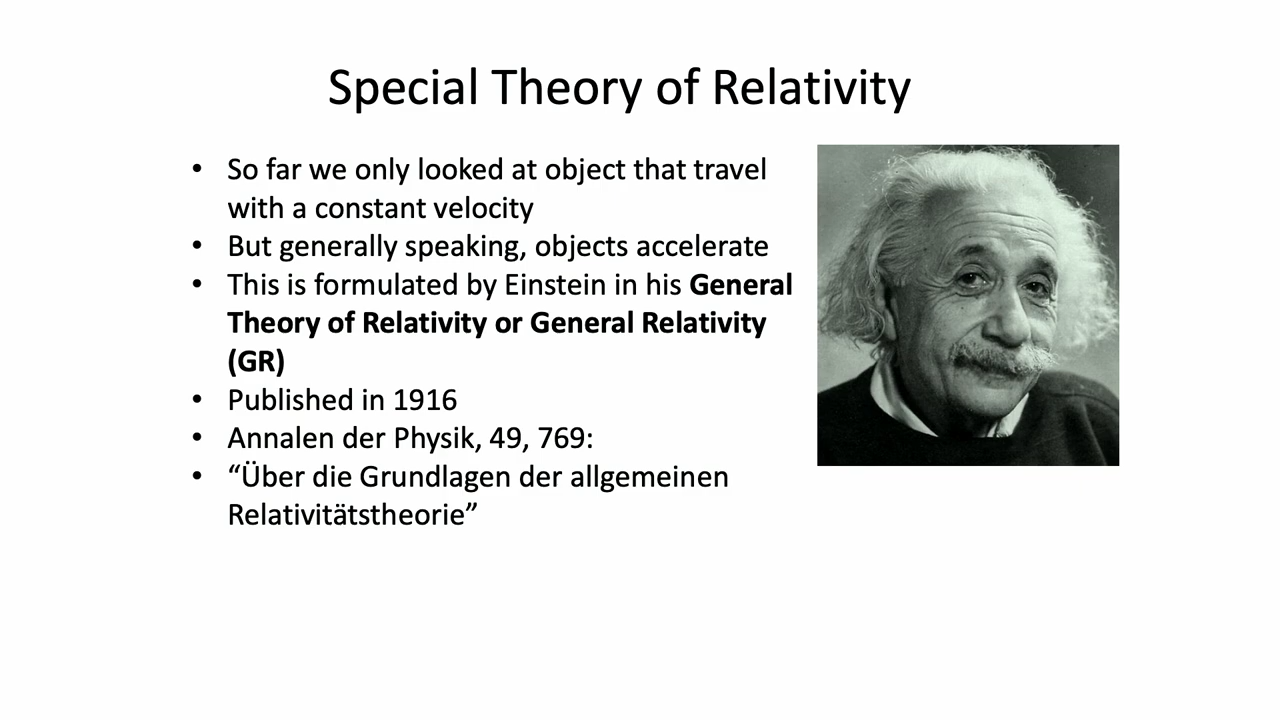 Special Theory of Relativity
• So far we only looked at object that travel
with a constant velocity
• But generally speaking, objects accelerate
• This is formulated by Einstein in his General
Theory of Relativity or General Relativity
(GR)
• Published in 1916
• Annalen der Physik, 49, 769:
• “Über die Grundlagen der allgemeinen
Relativitätstheorie”